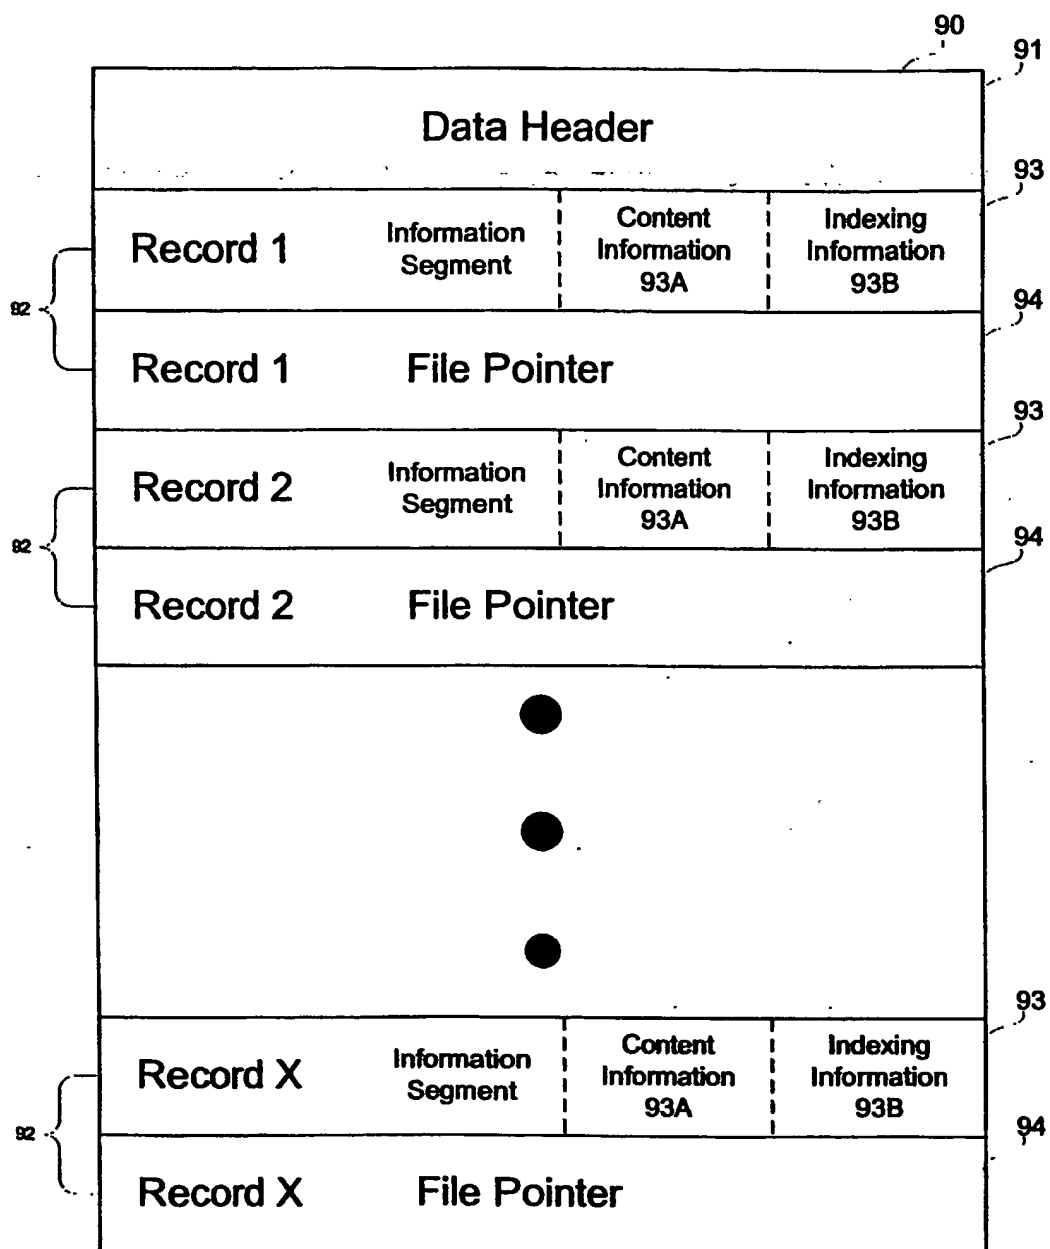 90
91
Data Header
93
Record 1
Information
Segment
Content
Information
93A
Indexing
Information
93B
92
94
Record 1 File Pointer
93
Record 2
Information
Segment
Content
Information
93A
Indexing
Information
93B
92
94
Record 2 File Pointer
93
Record X
Information
Segment
Content
Information
93A
Indexing
Information
93B
92
94
Record X File Pointer